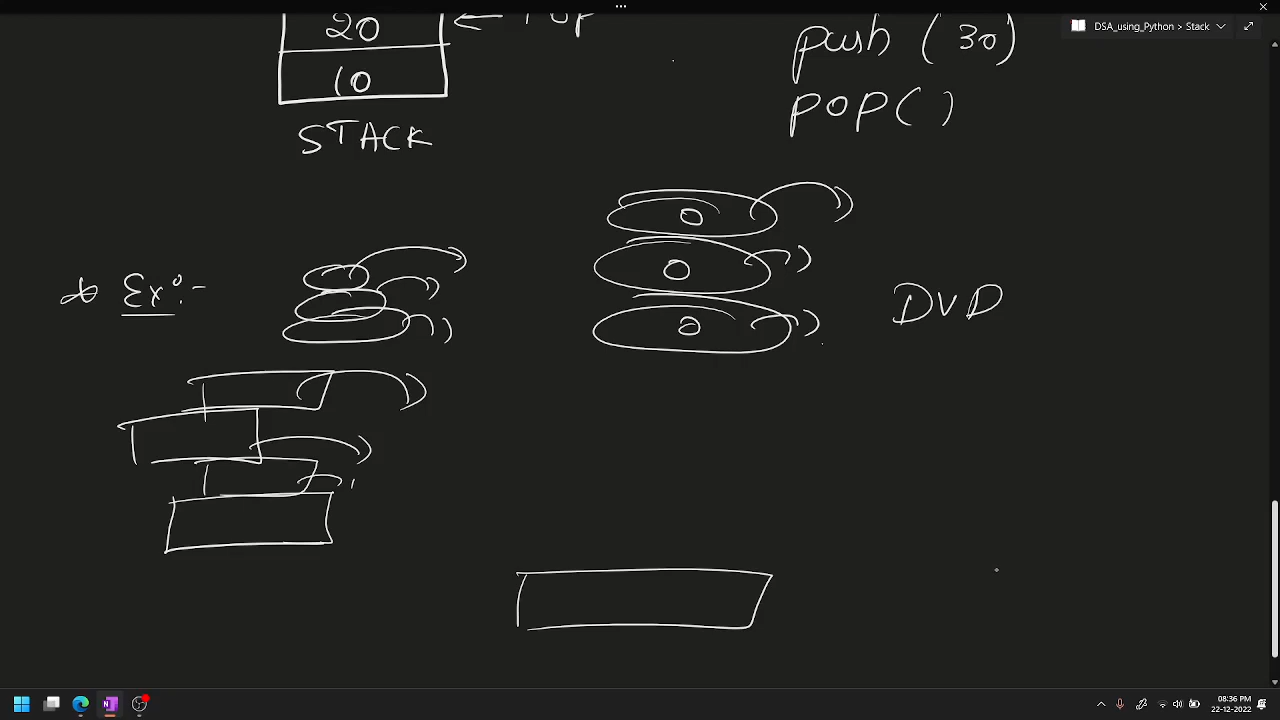 20
10
STACK
push (30)
POP()
* Ex:-
DVD
DSA_using_Python > Stack
08:36 PM
22-12-2022